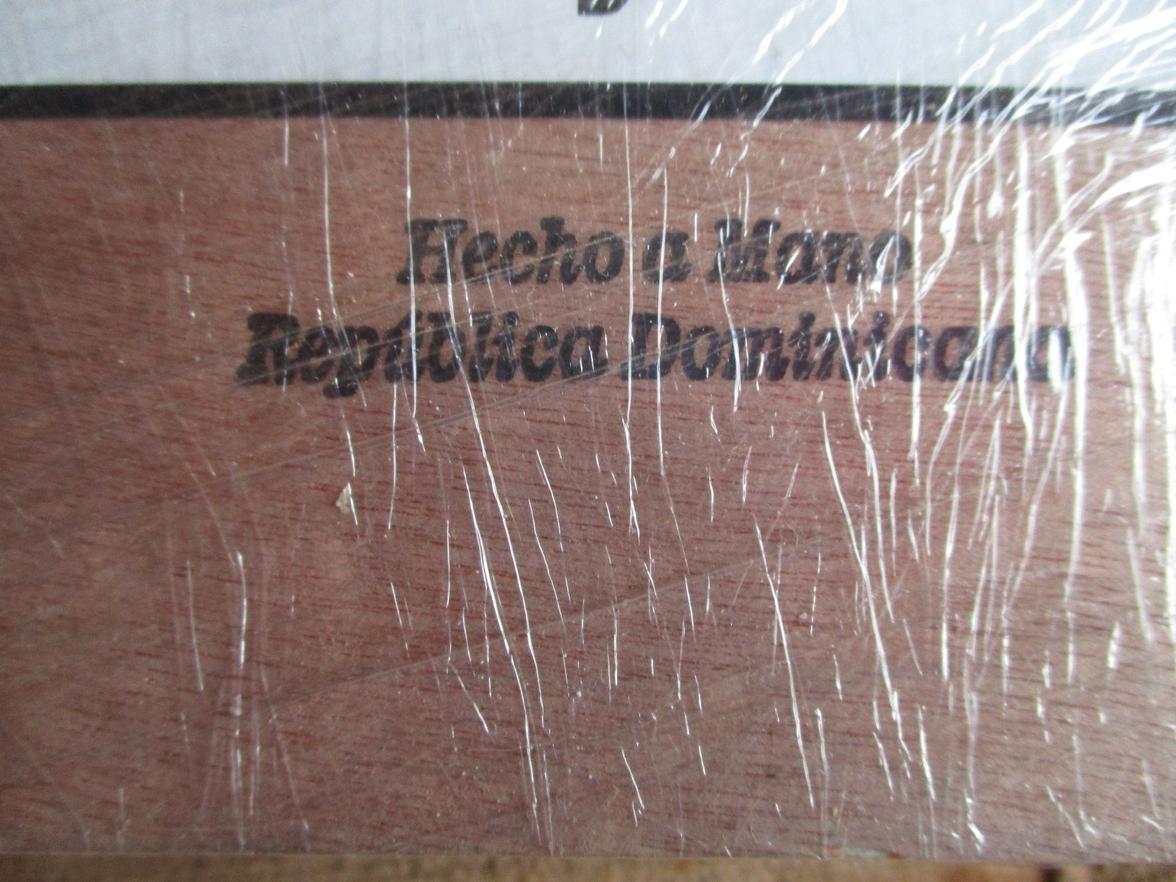 Hecho a Mano
República Dominicana